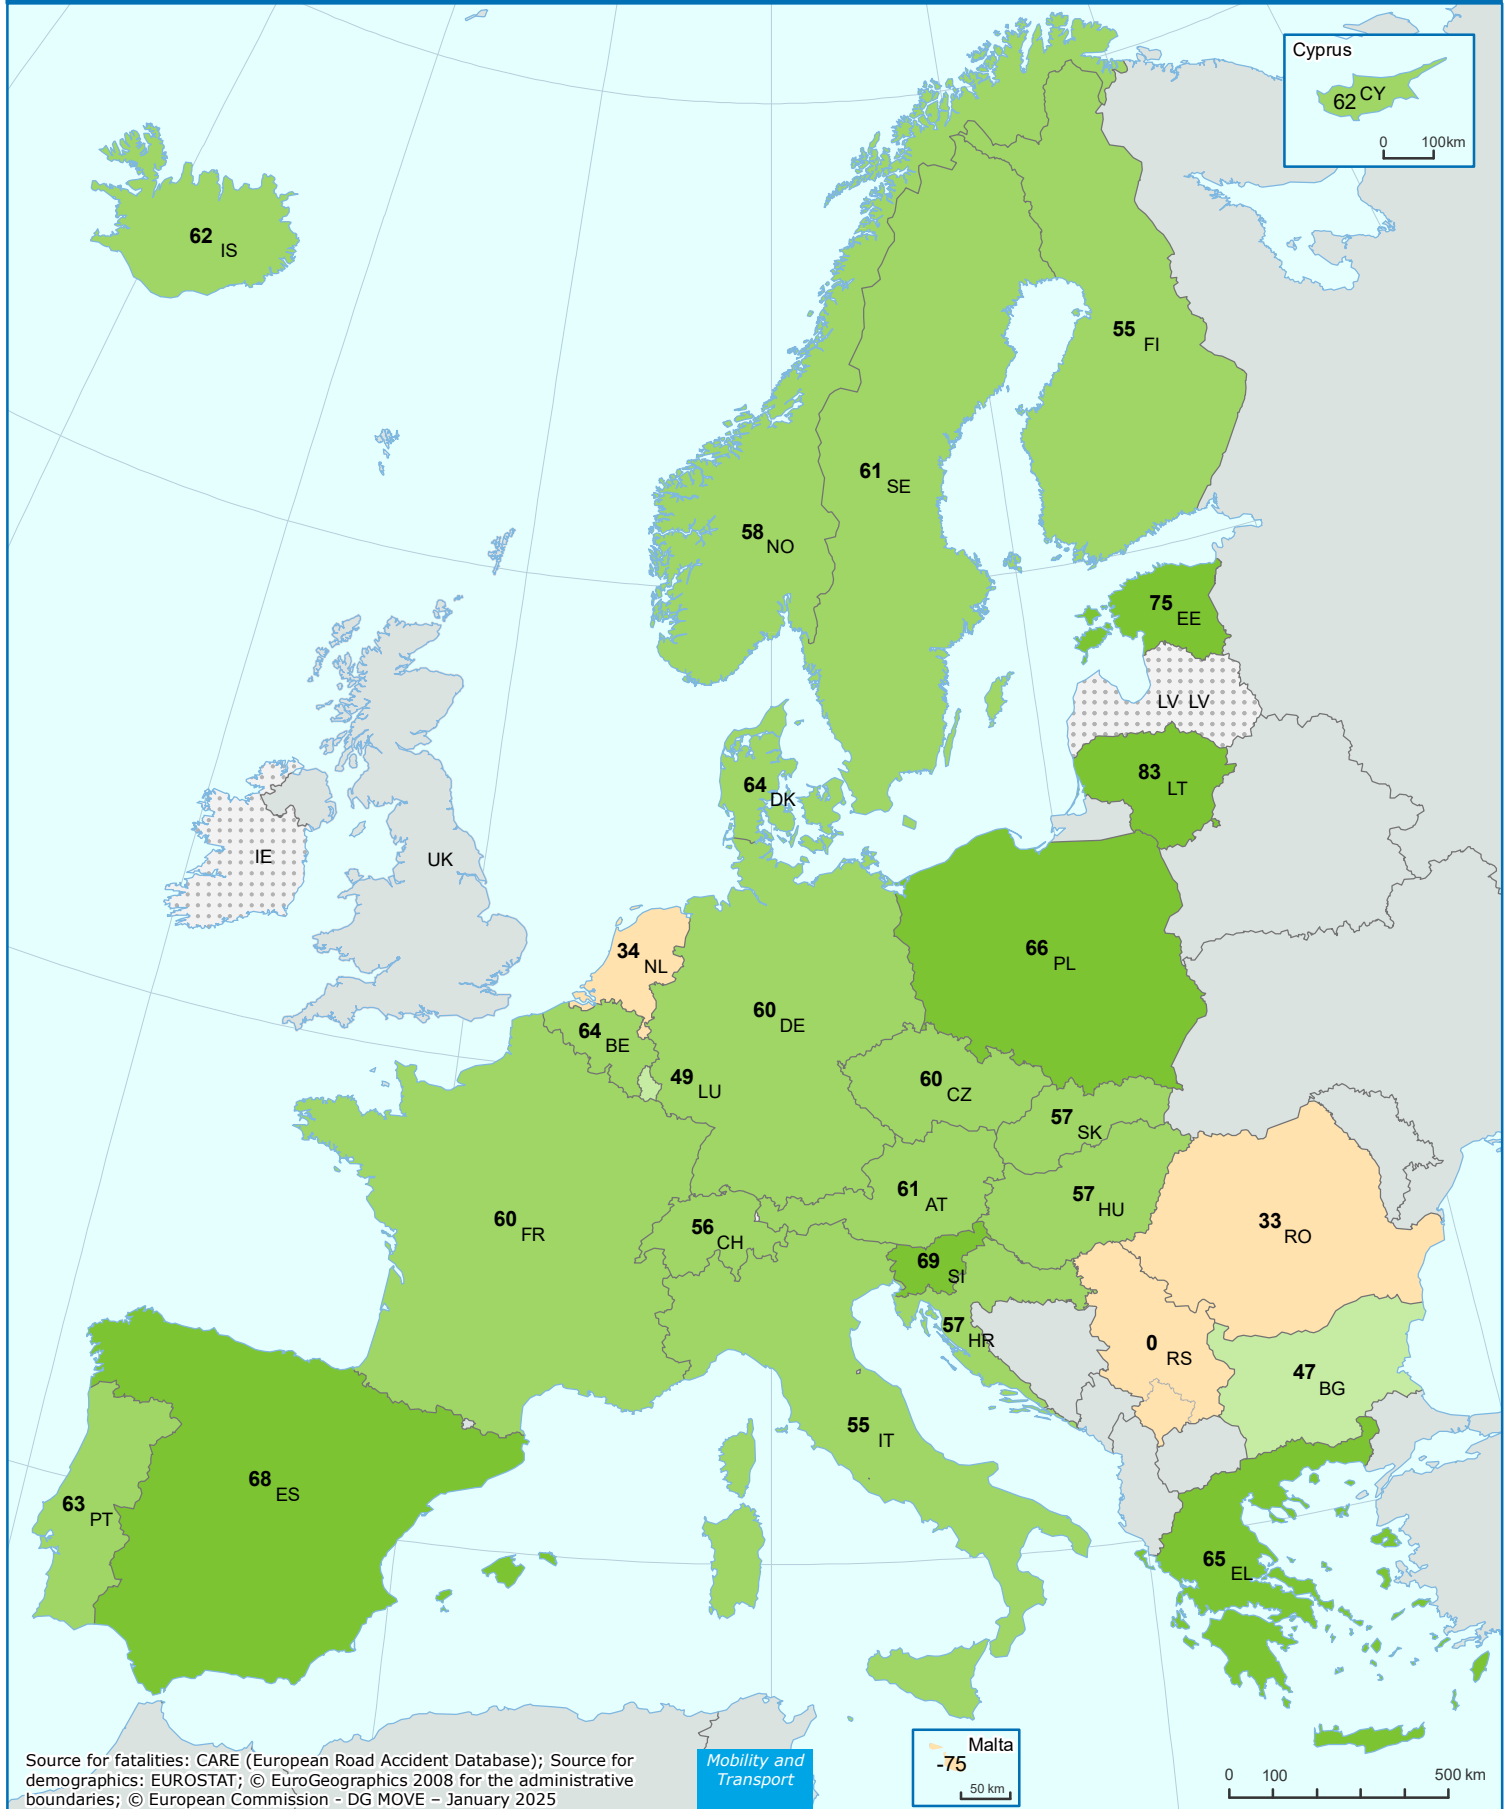 Cyprus
62 CY
0 100km
62 IS
55 FI
61 SE
58 NO
75 EE
LV LV
83 LT
64 DK
IE
UK
34 NL
66 PL
60 DE
64 BE
49 LU
60 CZ
57 SK
61 AT
57 HU
60 FR
56 CH
33 RO
69 SI
57 HR
0 RS
47 BG
55 IT
68 ES
63 PT
65 EL
Malta
-75
50 km
0 100 500 km
Source for fatalities: CARE (European Road Accident Database); Source for
demographics: EUROSTAT; © EuroGeographics 2008 for the administrative
boundaries; © European Commission - DG MOVE – January 2025
Mobility and
Transport